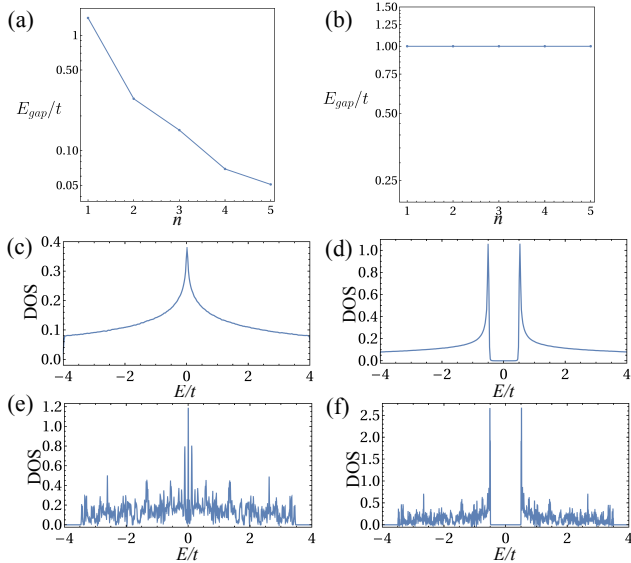 (a)
1
0.50
0.10
0.05
E_gap/t
1 2 3 4 5
n
(b)
1.50
1.00
0.75
0.50
0.25
E_gap/t
1 2 3 4 5
n
(c)
0.4
0.3
0.2
0.1
0.0
DOS
−4 −2 0 2 4
E/t
(d)
1.0
0.8
0.6
0.4
0.2
0.0
DOS
−4 −2 0 2 4
E/t
(e)
1.2
1.0
0.8
0.6
0.4
0.2
0.0
DOS
−4 −2 0 2 4
E/t
(f)
2.5
2.0
1.5
1.0
0.5
0.0
DOS
−4 −2 0 2 4
E/t